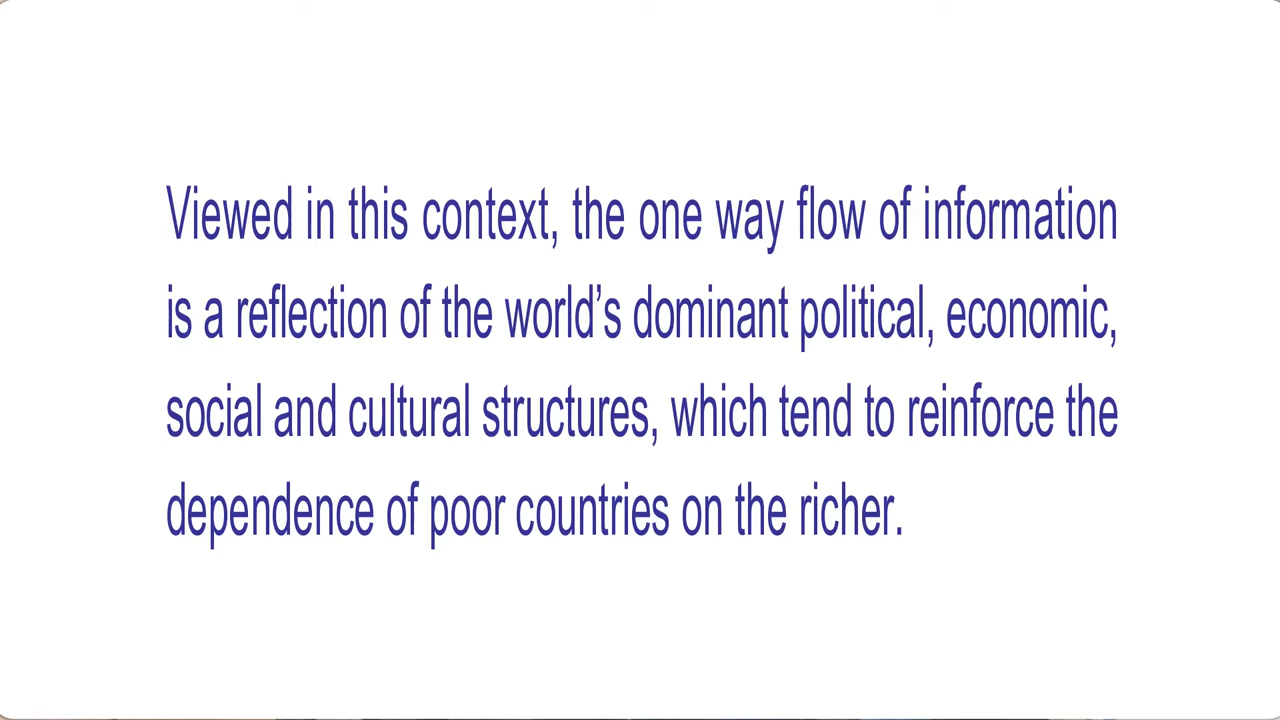 Viewed in this context, the one way flow of information
is a reflection of the world’s dominant political, economic,
social and cultural structures, which tend to reinforce the
dependence of poor countries on the richer.